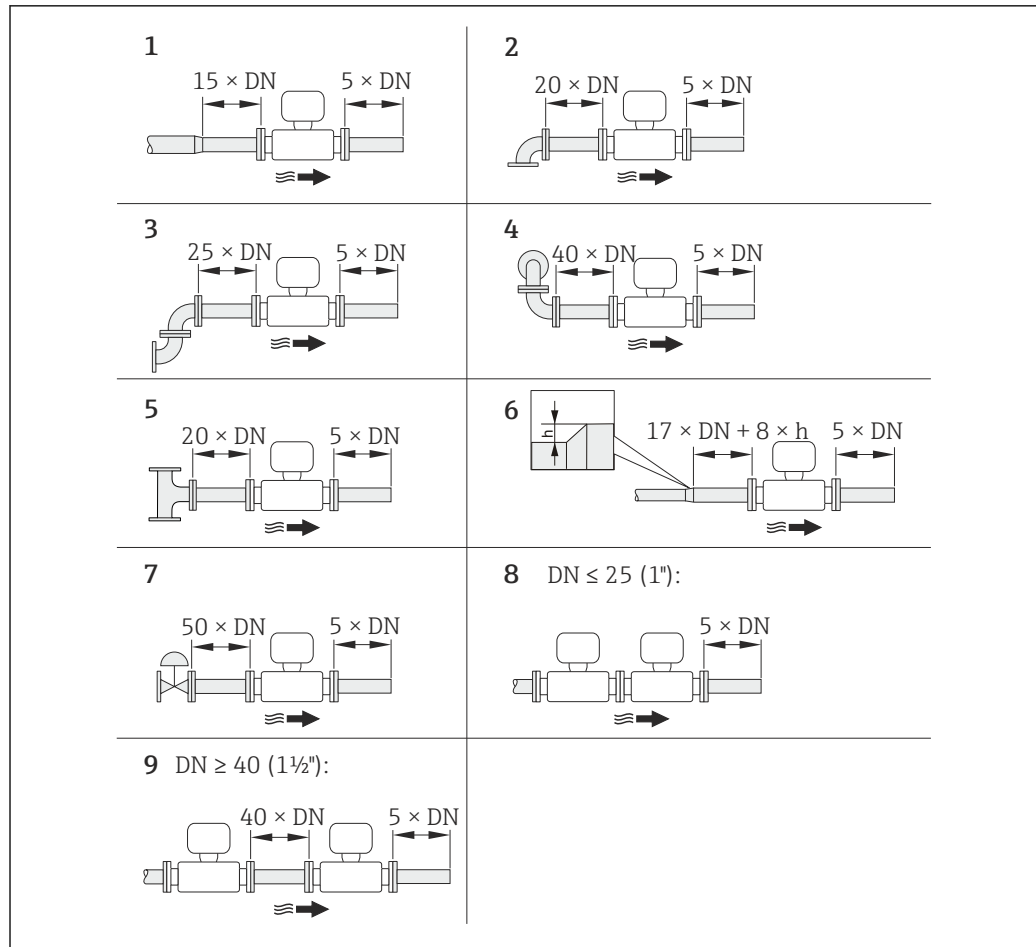 1
15 × DN 5 × DN
2
20 × DN 5 × DN
3
25 × DN 5 × DN
4
40 × DN 5 × DN
5
20 × DN 5 × DN
6
h
17 × DN + 8 × h 5 × DN
7
50 × DN 5 × DN
8 DN ≤ 25 (1"):
5 × DN
9 DN ≥ 40 (1½"):
40 × DN 5 × DN